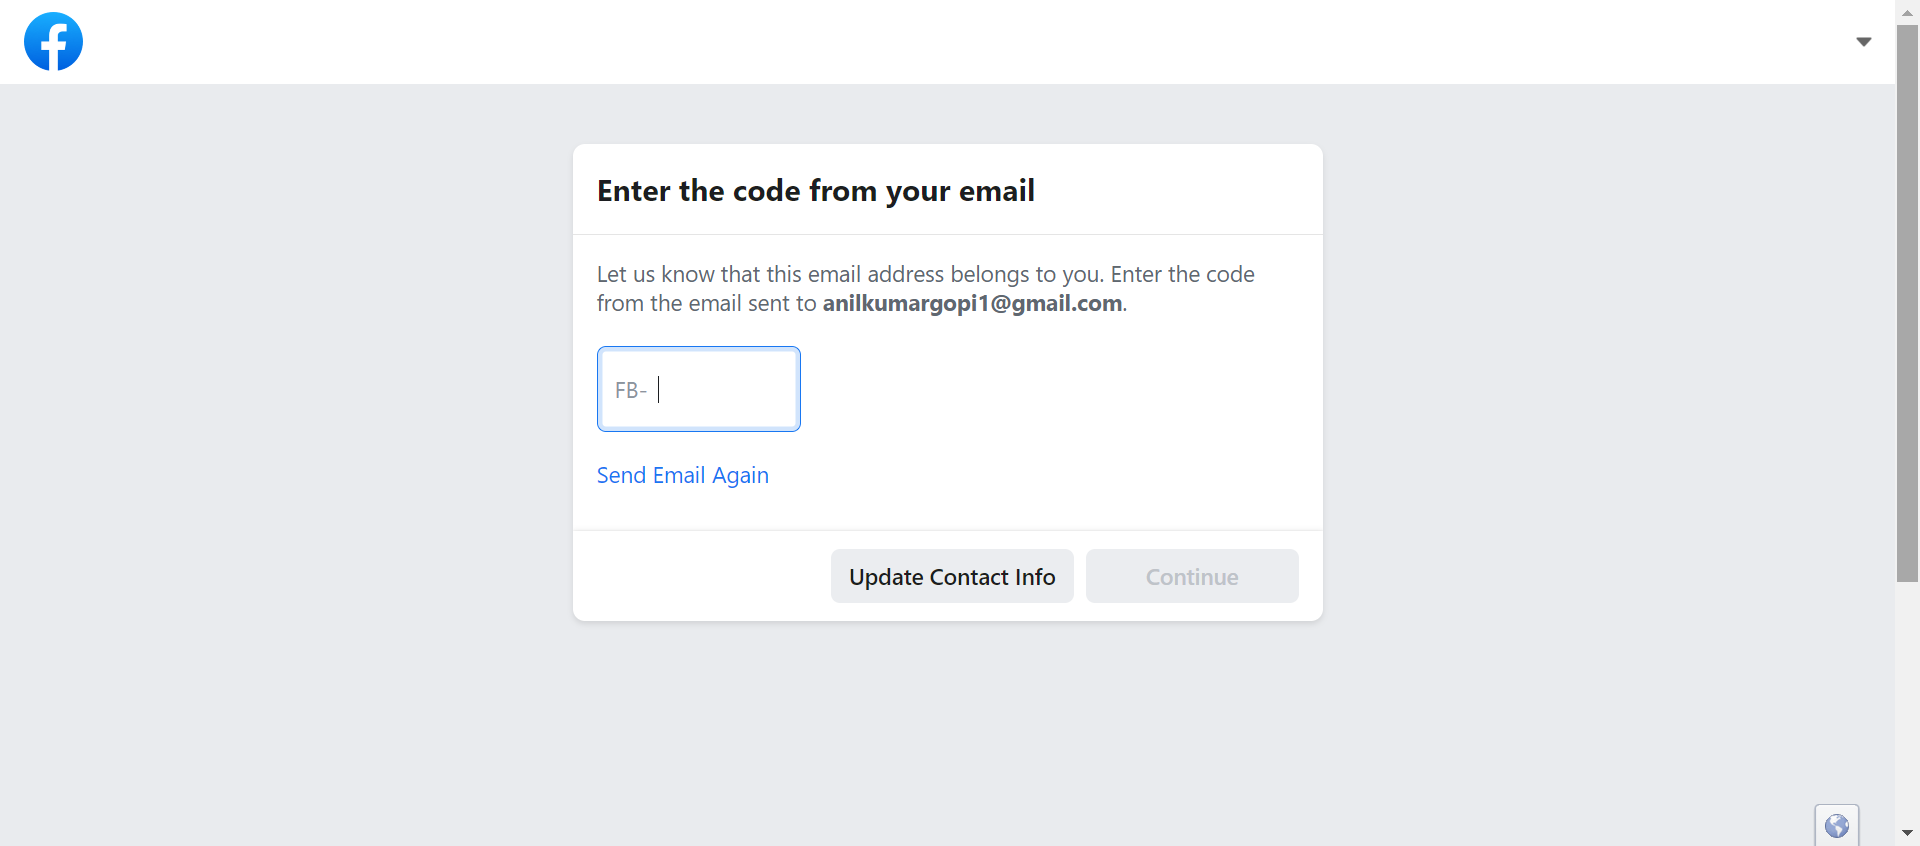 Enter the code from your email
Let us know that this email address belongs to you. Enter the code
from the email sent to anilkumargopi1@gmail.com.
FB-
Send Email Again
Update Contact Info
Continue